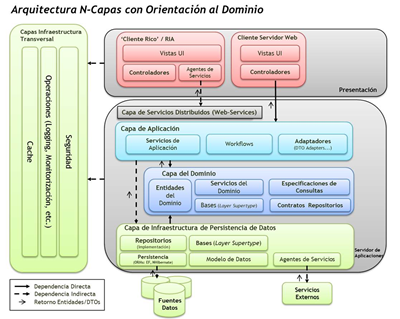 Arquitectura N-Capas con Orientación al Dominio
Capas Infraestructura
Transversal
Cache
Operaciones (Logging, Monitorización, etc.)
Seguridad
'Cliente Rico' / RIA
Vistas UI
Controladores
Agentes de
Servicios
Cliente Servidor Web
Vistas UI
Controladores
Presentación
Capa de Servicios Distribuidos (Web-Services)
Capa de Aplicación
Servicios de
Aplicación
Workflows
Adaptadores
(DTO Adapters...)
Capa del Dominio
Entidades
del
Dominio
Servicios del
Dominio
Especificaciones de
Consultas
Bases (Layer Supertype)
Contratos Repositorios
Capa de Infraestructura de Persistencia de Datos
Repositorios
(Implementación)
Bases (Layer Supertype)
Persistencia
(ORMs: EF, NHibernate)
Modelo de Datos
Agentes de Servicios
Servidor de
Aplicaciones
Dependencia Directa
Dependencia Indirecta
Retorno Entidades/DTOs
Fuentes
Datos
Servicios
Externos